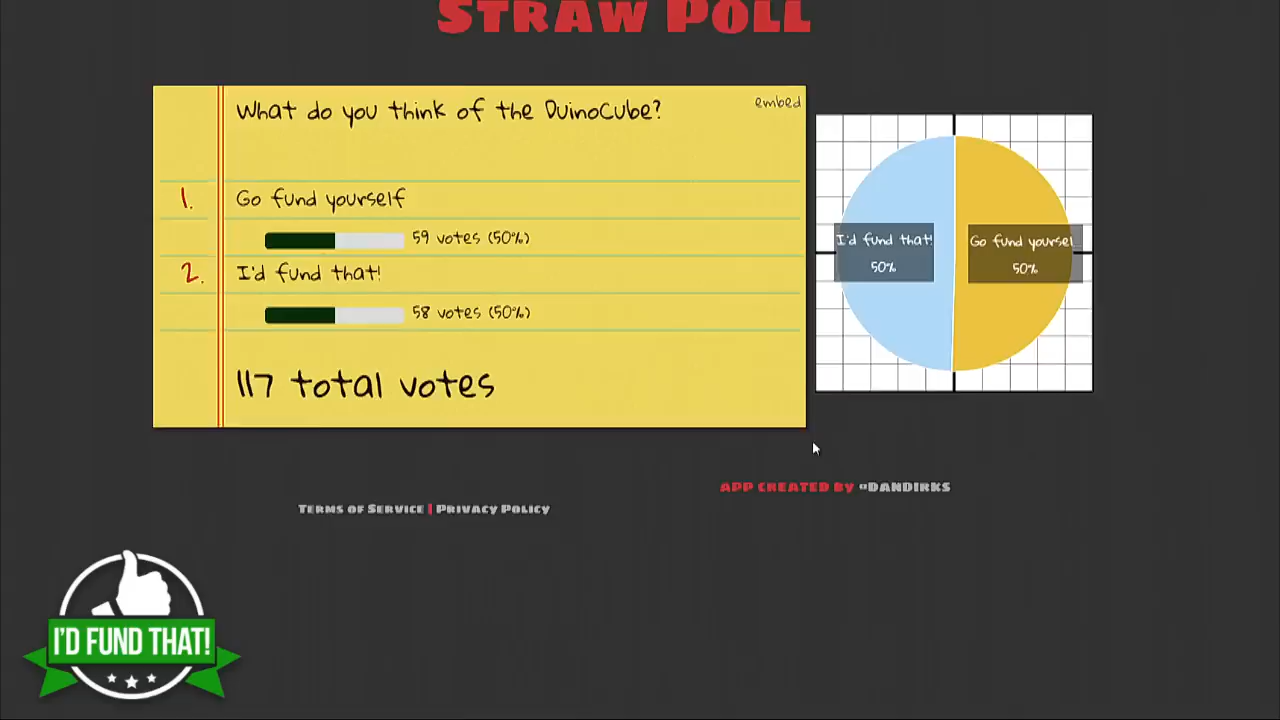 STRAW POLL
What do you think of the DuinoCube?
embed
1. Go fund yourself
59 votes (50%)
2. I'd fund that!
58 votes (50%)
117 total votes
I'd fund that!
50%
Go fund yoursel
50%
APP CREATED BY @DANDIRKS
TERMS OF SERVICE | PRIVACY POLICY
I'D FUND THAT!